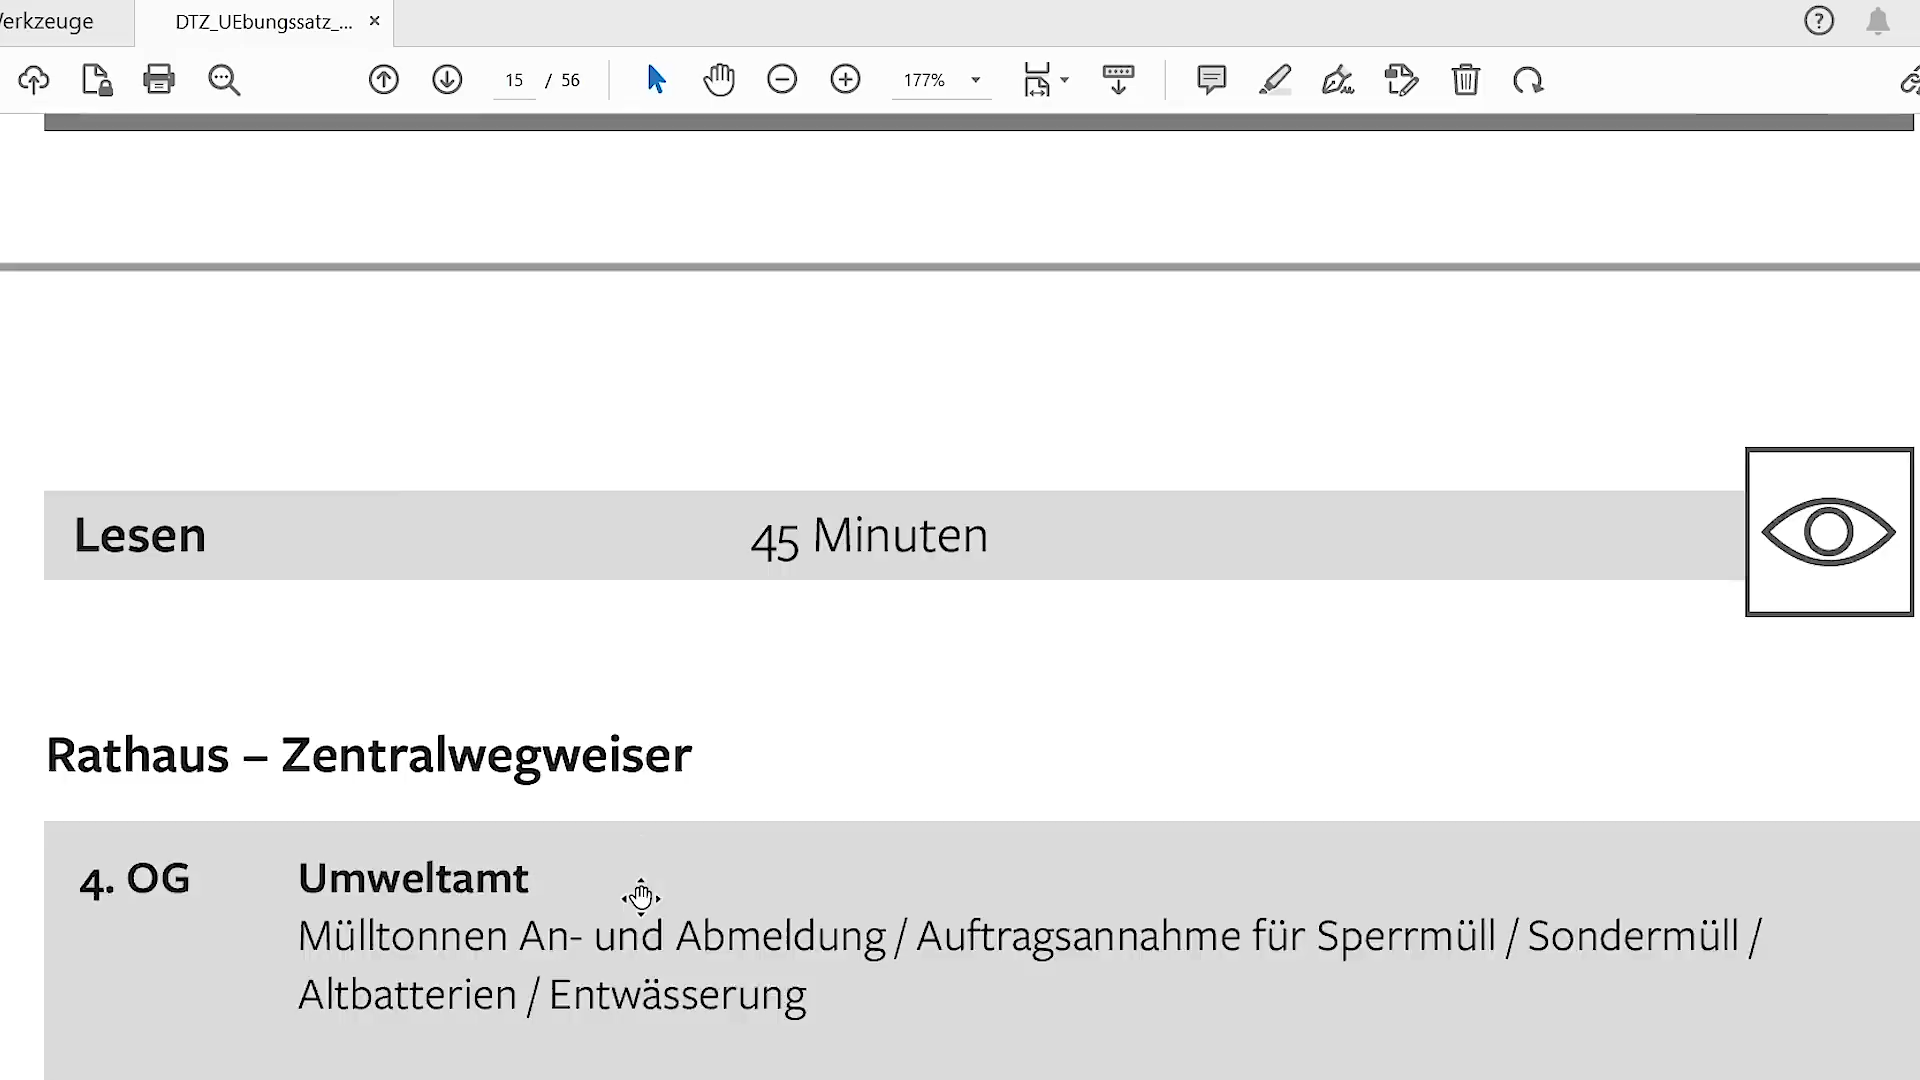 erkzeuge
DTZ_UEbungssatz_...
15 / 56
177%
Lesen 45 Minuten
Rathaus – Zentralwegweiser
4. OG Umweltamt
Mülltonnen An- und Abmeldung / Auftragsannahme für Sperrmüll / Sondermüll /
Altbatterien / Entwässerung